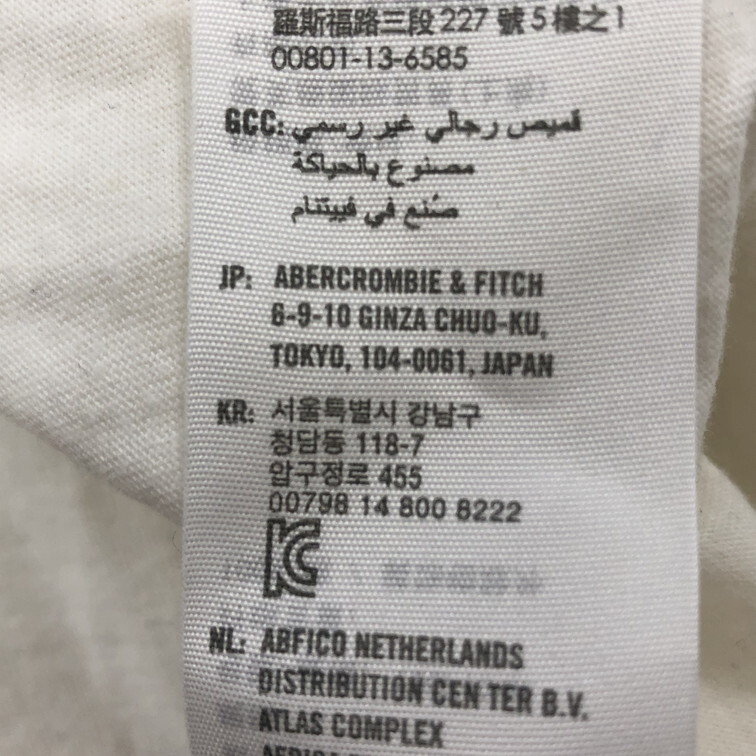 羅斯福路三段 227 號 5 樓之 1
00801-13-6585
GCC: قميص رجالي غير رسمي
مصنوع بالحياكة
صُنع في فييتنام
JP: ABERCROMBIE & FITCH
6-9-10 GINZA CHUO-KU,
TOKYO, 104-0061, JAPAN
KR: 서울특별시 강남구
청담동 118-7
압구정로 455
00798 14 800 8222
NL: ABFICO NETHERLANDS
DISTRIBUTION CEN TER B.V.
ATLAS COMPLEX